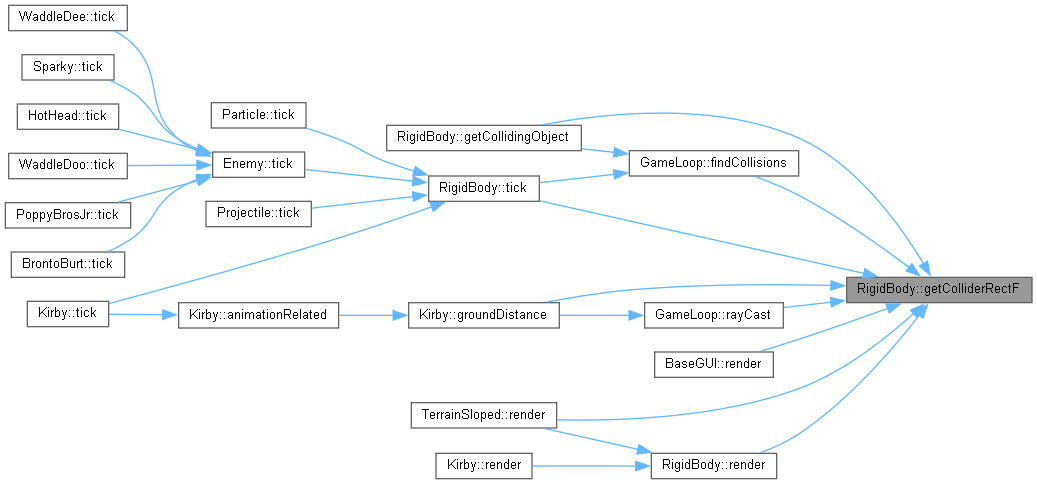 WaddleDee::tick
Sparky::tick
HotHead::tick
WaddleDoo::tick
PoppyBrosJr::tick
BrontoBurt::tick
Kirby::tick
Particle::tick
Enemy::tick
Projectile::tick
Kirby::animationRelated
RigidBody::getCollidingObject
RigidBody::tick
Kirby::groundDistance
TerrainSloped::render
Kirby::render
GameLoop::findCollisions
GameLoop::rayCast
BaseGUI::render
RigidBody::render
RigidBody::getColliderRectF